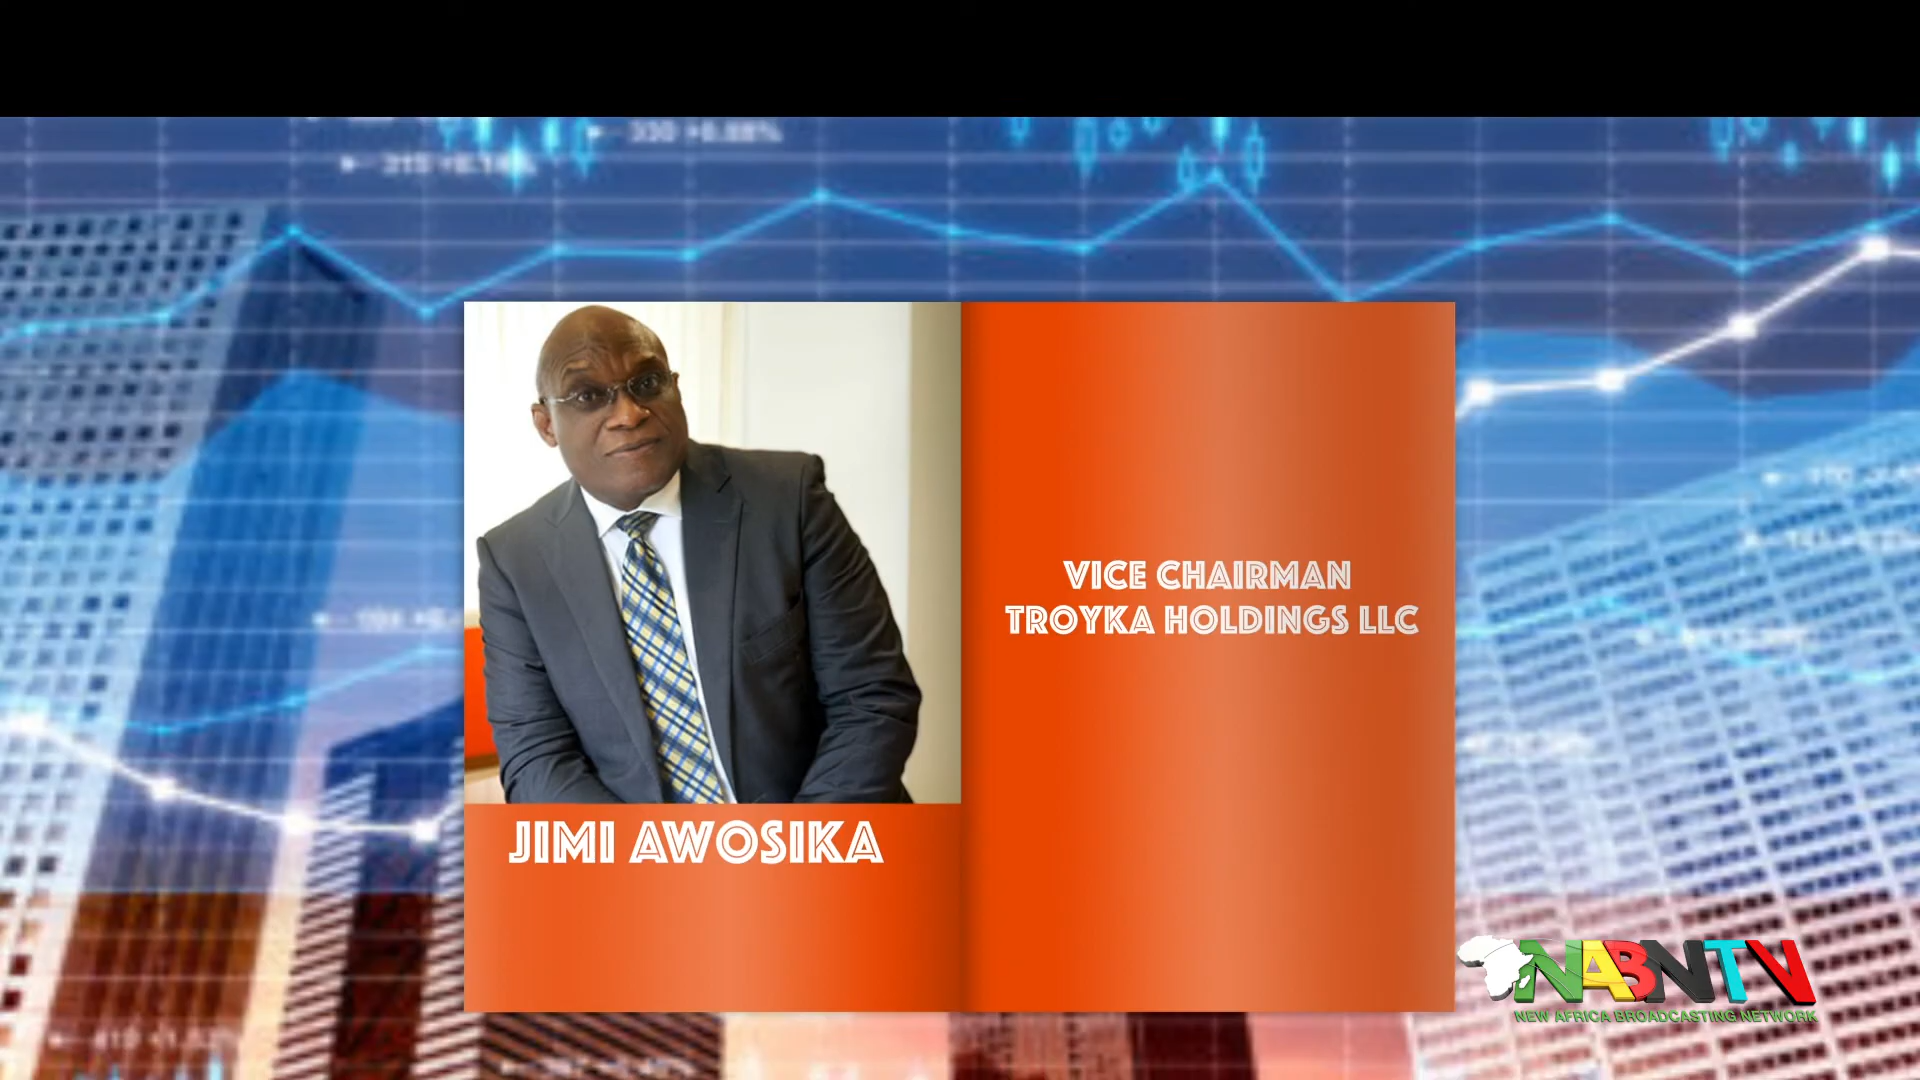 JIMI AWOSIKA
VICE CHAIRMAN
TROYKA HOLDINGS LLC
NABNTV
NEW AFRICA BROADCASTING NETWORK